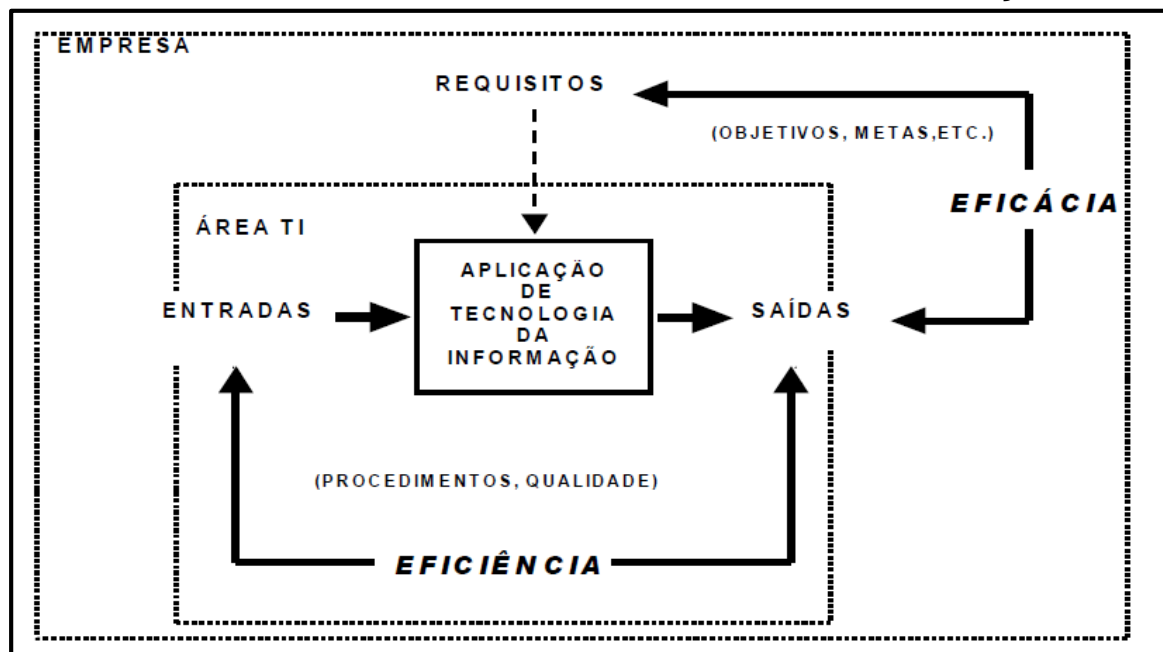 EMPRESA
REQUISITOS
(OBJETIVOS, METAS,ETC.)
EFICÁCIA
ÁREA TI
APLICAÇÃO
DE
TECNOLOGIA
DA
INFORMAÇÃO
ENTRADAS
SAÍDAS
(PROCEDIMENTOS, QUALIDADE)
EFICIÊNCIA